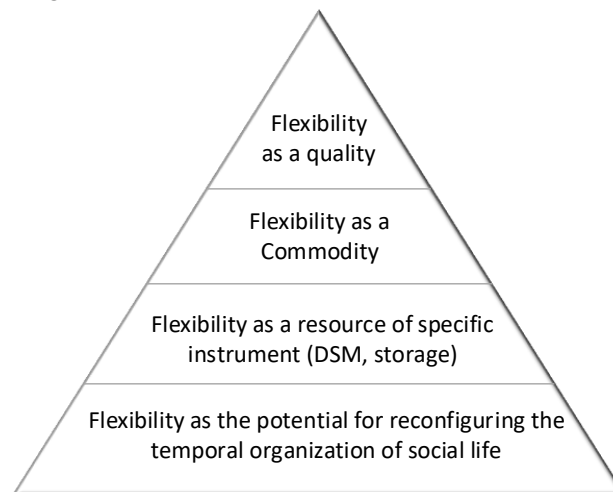 Flexibility
as a quality
Flexibility as a
Commodity
Flexibility as a resource of specific
instrument (DSM, storage)
Flexibility as the potential for reconfiguring the
temporal organization of social life